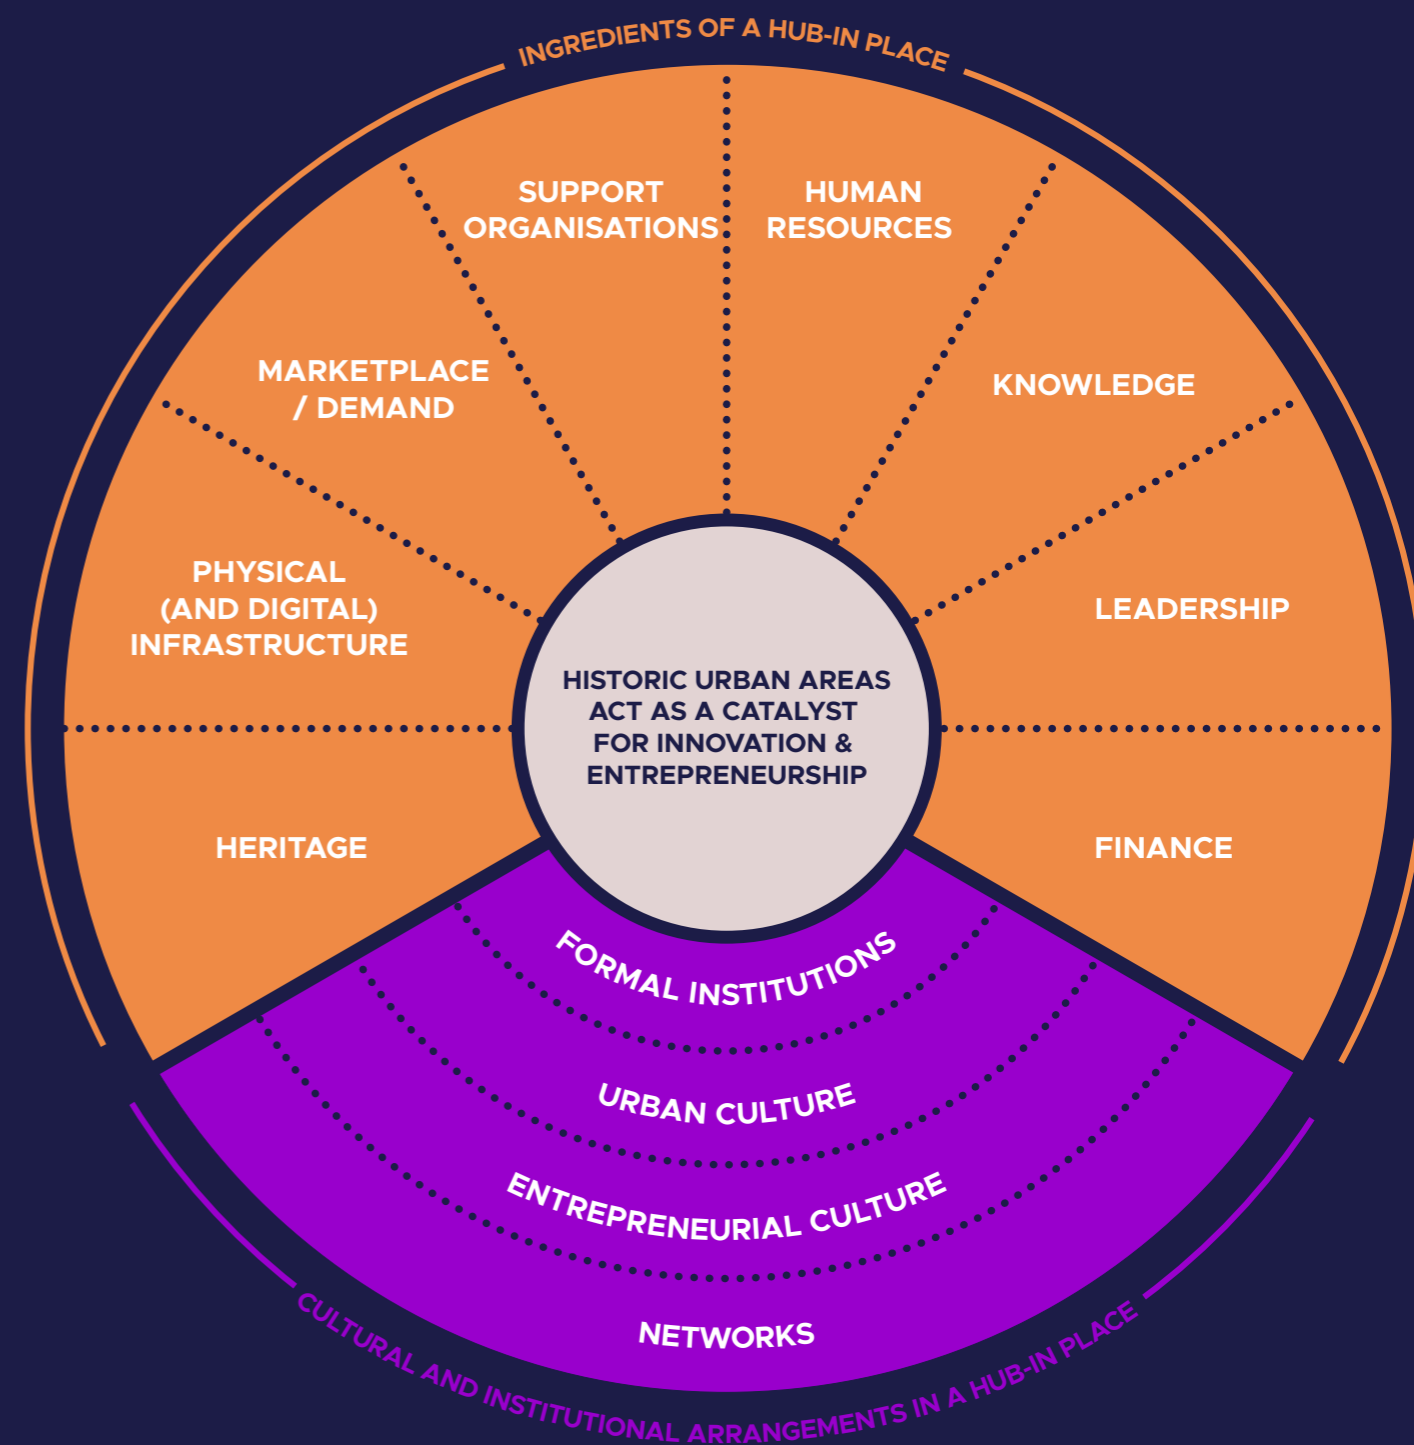 INGREDIENTS OF A HUB-IN PLACE
SUPPORT
ORGANISATIONS
HUMAN
RESOURCES
MARKETPLACE
/ DEMAND
KNOWLEDGE
PHYSICAL
(AND DIGITAL)
INFRASTRUCTURE
LEADERSHIP
HISTORIC URBAN AREAS
ACT AS A CATALYST
FOR INNOVATION &
ENTREPRENEURSHIP
HERITAGE
FINANCE
FORMAL INSTITUTIONS
URBAN CULTURE
ENTREPRENEURIAL CULTURE
NETWORKS
CULTURAL AND INSTITUTIONAL ARRANGEMENTS IN A HUB-IN PLACE